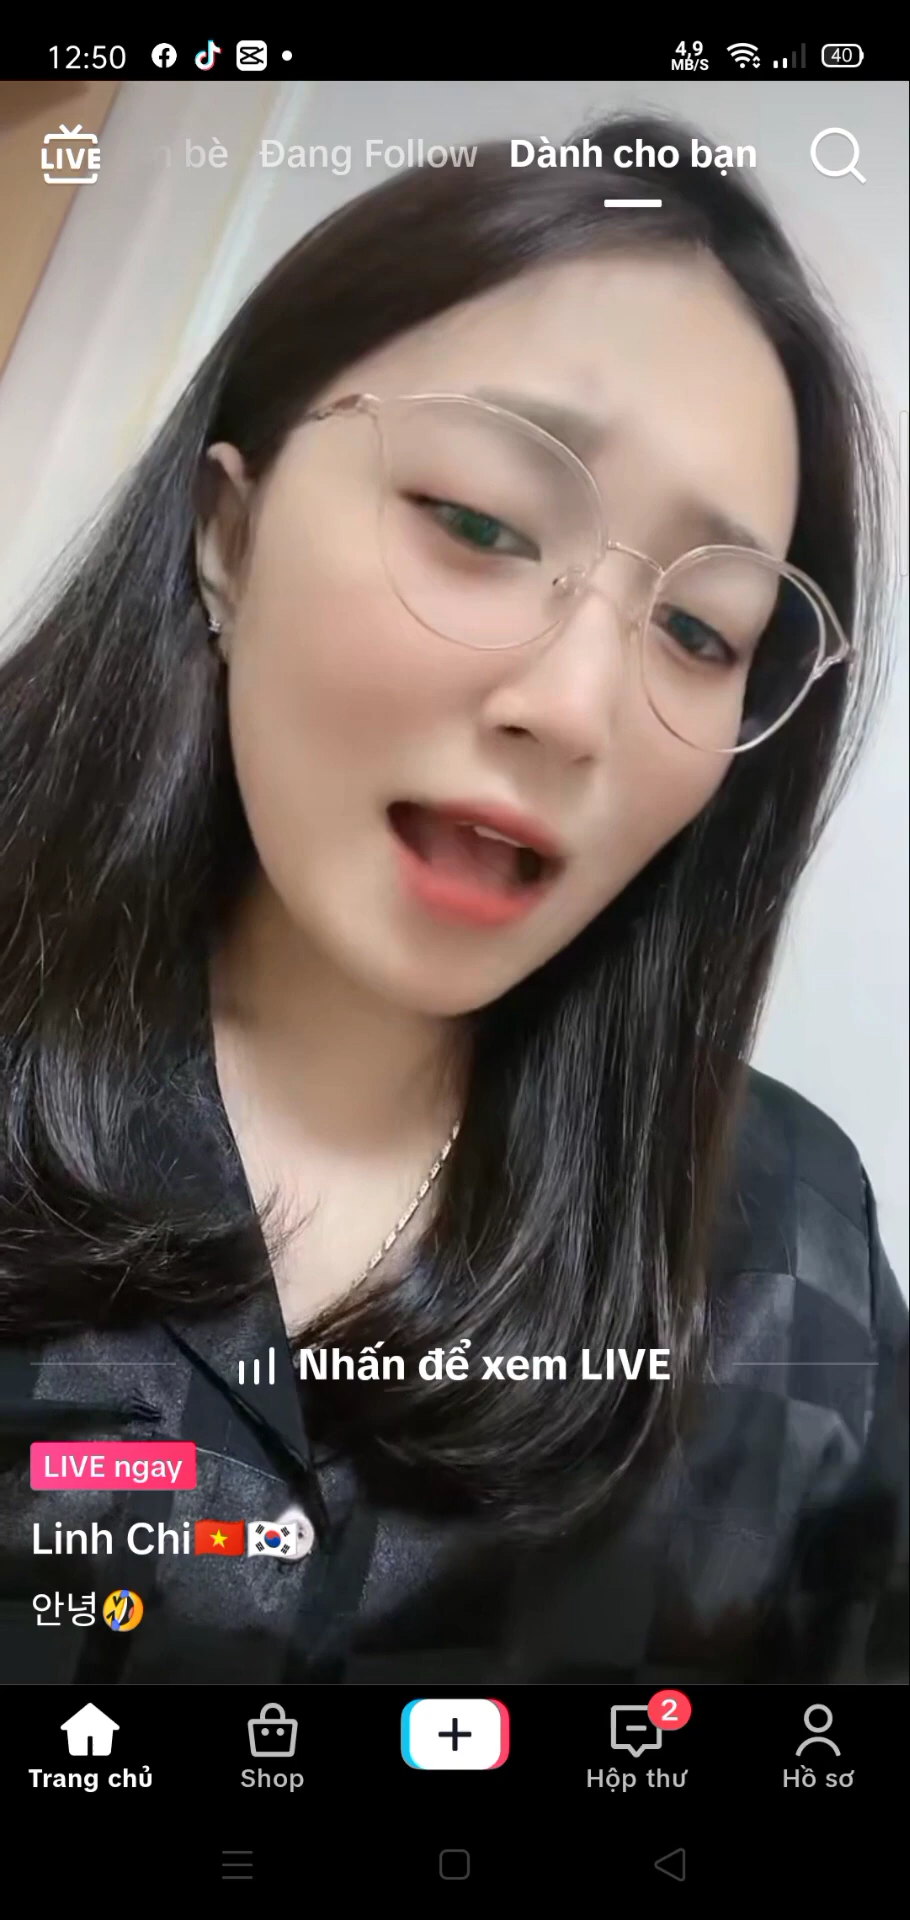 12:50
4,9
MB/S
40
LIVE
bè
Đang Follow
Dành cho bạn
Nhấn để xem LIVE
LIVE ngay
Linh Chi🇻🇳🇰🇷
안녕🤣
2
Trang chủ
Shop
Hộp thư
Hồ sơ